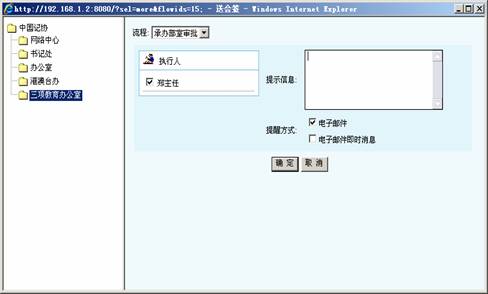 http://192.168.1.2:8080/?sel=more&flowids=15; - 送会签 - Windows Internet Explorer
中国记协
网络中心
书记处
办公室
港澳台办
三项教育办公室
流程: 承办部室审批
执行人
郑主任
提示信息:
提醒方式:
电子邮件
电子邮件即时消息
确 定 取 消